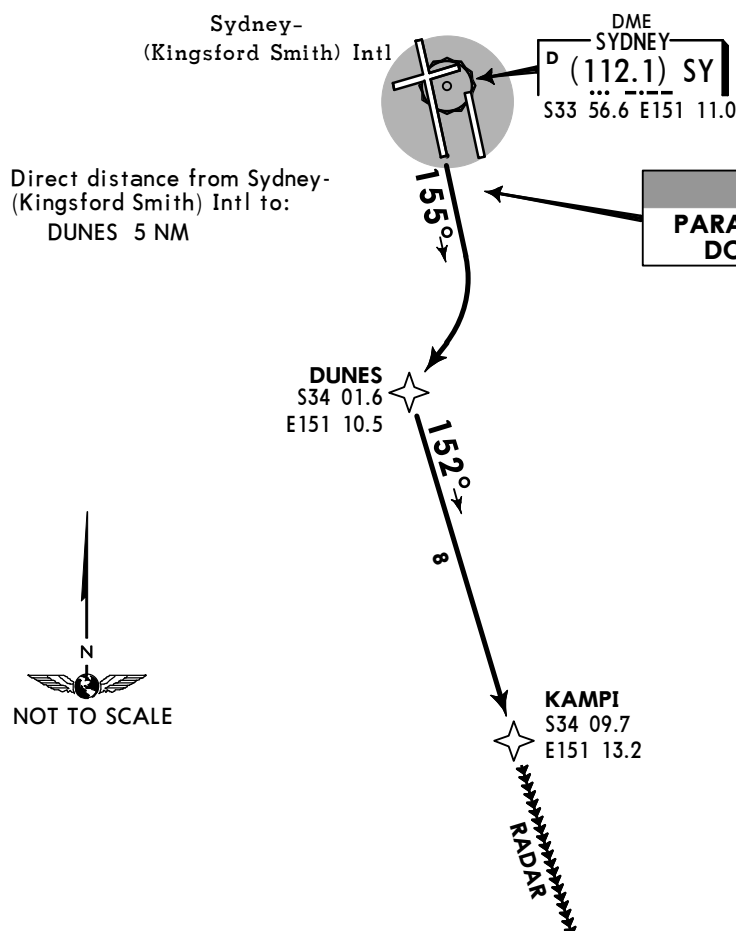 Sydney-
(Kingsford Smith) Intl
DME
SYDNEY
D (112.1) SY
S33 56.6 E151 11.0
Direct distance from Sydney-
(Kingsford Smith) Intl to:
DUNES 5 NM
155°
DUNES
S34 01.6
E151 10.5
152°
8
N
NOT TO SCALE
KAMPI
S34 09.7
E151 13.2
RADAR